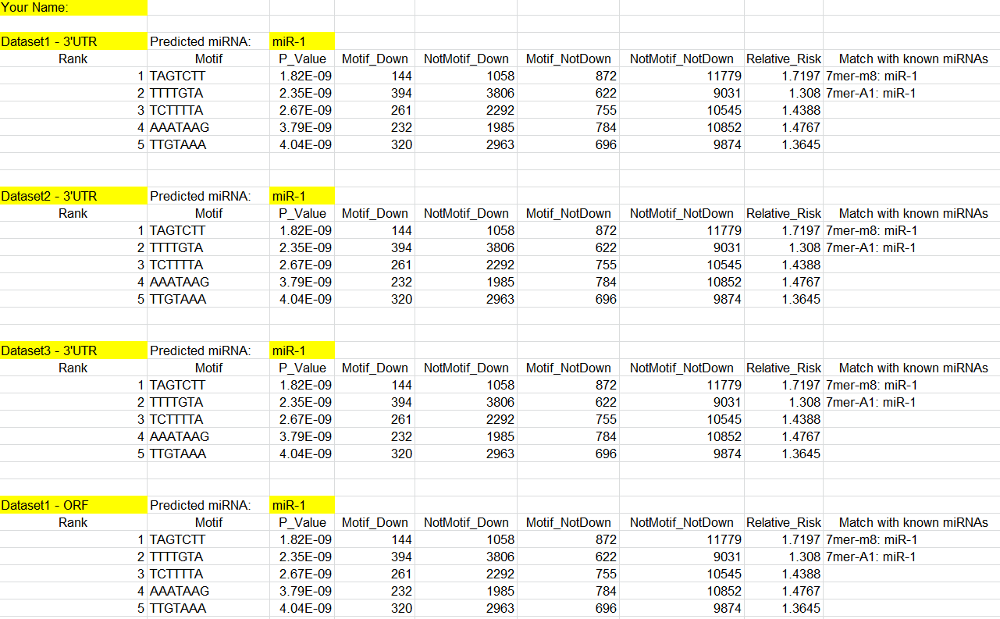 Your Name:
Dataset1 - 3'UTR Predicted miRNA: miR-1
Rank Motif P_Value Motif_Down NotMotif_Down Motif_NotDown NotMotif_NotDown Relative_Risk Match with known miRNAs
1 TAGTCTT 1.82E-09 144 1058 872 11779 1.7197 7mer-m8: miR-1
2 TTTTGTA 2.35E-09 394 3806 622 9031 1.308 7mer-A1: miR-1
3 TCTTTTA 2.67E-09 261 2292 755 10545 1.4388
4 AAATAAG 3.79E-09 232 1985 784 10852 1.4767
5 TTGTAAA 4.04E-09 320 2963 696 9874 1.3645
Dataset2 - 3'UTR Predicted miRNA: miR-1
Rank Motif P_Value Motif_Down NotMotif_Down Motif_NotDown NotMotif_NotDown Relative_Risk Match with known miRNAs
1 TAGTCTT 1.82E-09 144 1058 872 11779 1.7197 7mer-m8: miR-1
2 TTTTGTA 2.35E-09 394 3806 622 9031 1.308 7mer-A1: miR-1
3 TCTTTTA 2.67E-09 261 2292 755 10545 1.4388
4 AAATAAG 3.79E-09 232 1985 784 10852 1.4767
5 TTGTAAA 4.04E-09 320 2963 696 9874 1.3645
Dataset3 - 3'UTR Predicted miRNA: miR-1
Rank Motif P_Value Motif_Down NotMotif_Down Motif_NotDown NotMotif_NotDown Relative_Risk Match with known miRNAs
1 TAGTCTT 1.82E-09 144 1058 872 11779 1.7197 7mer-m8: miR-1
2 TTTTGTA 2.35E-09 394 3806 622 9031 1.308 7mer-A1: miR-1
3 TCTTTTA 2.67E-09 261 2292 755 10545 1.4388
4 AAATAAG 3.79E-09 232 1985 784 10852 1.4767
5 TTGTAAA 4.04E-09 320 2963 696 9874 1.3645
Dataset1 - ORF Predicted miRNA: miR-1
Rank Motif P_Value Motif_Down NotMotif_Down Motif_NotDown NotMotif_NotDown Relative_Risk Match with known miRNAs
1 TAGTCTT 1.82E-09 144 1058 872 11779 1.7197 7mer-m8: miR-1
2 TTTTGTA 2.35E-09 394 3806 622 9031 1.308 7mer-A1: miR-1
3 TCTTTTA 2.67E-09 261 2292 755 10545 1.4388
4 AAATAAG 3.79E-09 232 1985 784 10852 1.4767
5 TTGTAAA 4.04E-09 320 2963 696 9874 1.3645